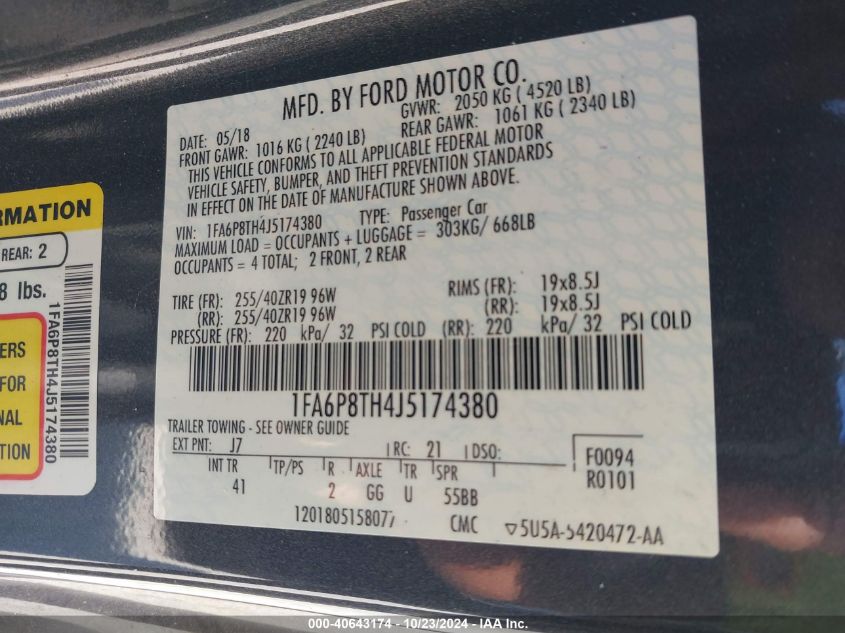 MFD. BY FORD MOTOR CO.
DATE: 05/18 GVWR: 2050 KG ( 4520 LB)
FRONT GAWR: 1016 KG ( 2240 LB) REAR GAWR: 1061 KG ( 2340 LB)
THIS VEHICLE CONFORMS TO ALL APPLICABLE FEDERAL MOTOR
VEHICLE SAFETY, BUMPER, AND THEFT PREVENTION STANDARDS
IN EFFECT ON THE DATE OF MANUFACTURE SHOWN ABOVE.
VIN: 1FA6P8TH4J5174380 TYPE: Passenger Car
MAXIMUM LOAD = OCCUPANTS + LUGGAGE = 303KG/ 668LB
OCCUPANTS = 4 TOTAL; 2 FRONT, 2 REAR
TIRE (FR): 255/40ZR19 96W RIMS (FR): 19x8.5J
(RR): 255/40ZR19 96W (RR): 19x8.5J
PRESSURE (FR): 220 kPa/ 32 PSI COLD (RR): 220 kPa/ 32 PSI COLD
1FA6P8TH4J5174380
TRAILER TOWING - SEE OWNER GUIDE
EXT PNT: J7 RC: 21 DSO: F0094
INT TR TP/PS R AXLE TR SPR R0101
41 2 GG U 55BB
120180515807 CMC 5U5A-5420472-AA
RMATION
REAR: 2
8 lbs.
ERS
FOR
NAL
TION
1FA6P8TH4J5174380
000-40643174 - 10/23/2024 - IAA Inc.